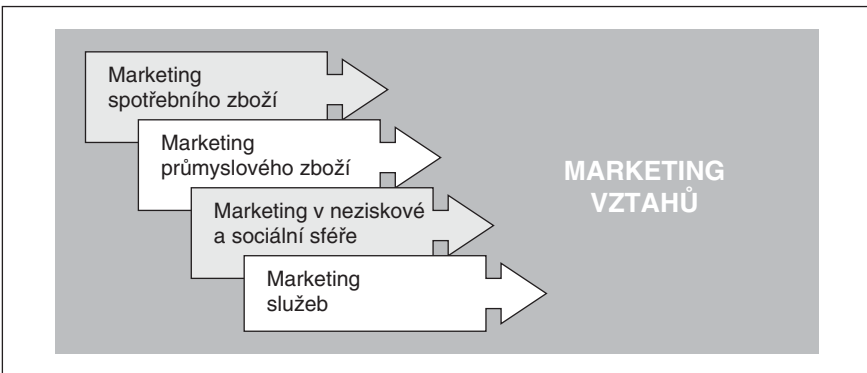 Marketing
spotřebního zboží
Marketing
průmyslového zboží
Marketing v neziskové
a sociální sféře
Marketing
služeb
MARKETING
VZTAHŮ